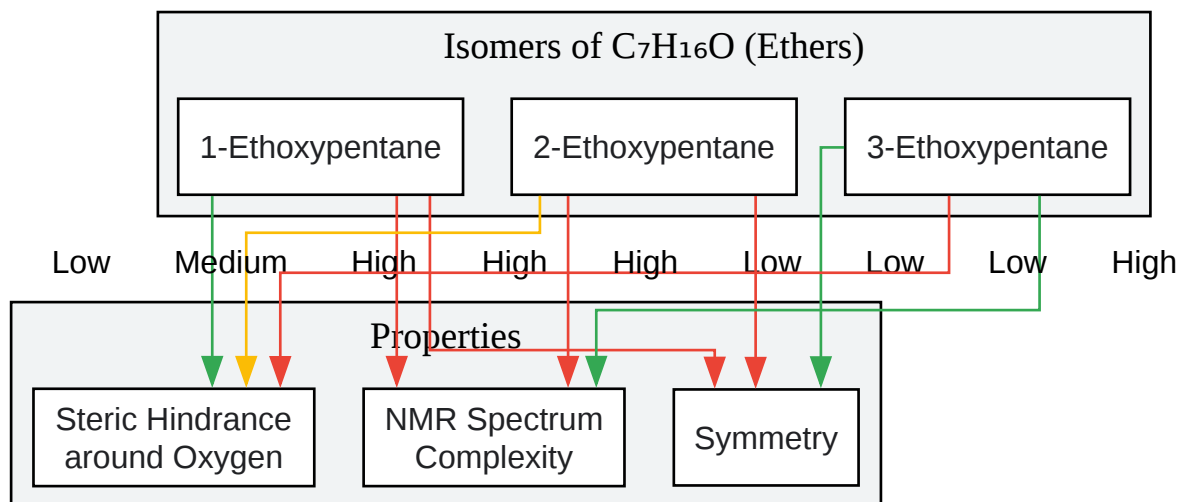 Isomers of C₇H₁₆O (Ethers)
1-Ethoxypentane
2-Ethoxypentane
3-Ethoxypentane
Low Medium High High High Low Low Low High
Properties
Steric Hindrance
around Oxygen
NMR Spectrum
Complexity
Symmetry